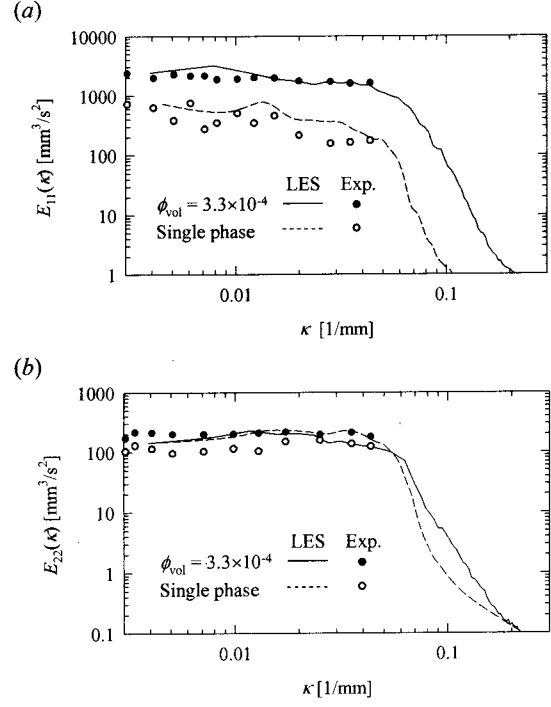 (a)
10000
1000
100
10
1
E₁₁(κ) [mm³/s²]
LES Exp.
ϕvol = 3.3×10⁻⁴
Single phase
0.01 0.1
κ [1/mm]
(b)
1000
100
10
1
0.1
E₂₂(κ) [mm³/s²]
LES Exp.
ϕvol = 3.3×10⁻⁴
Single phase
0.01 0.1
κ [1/mm]